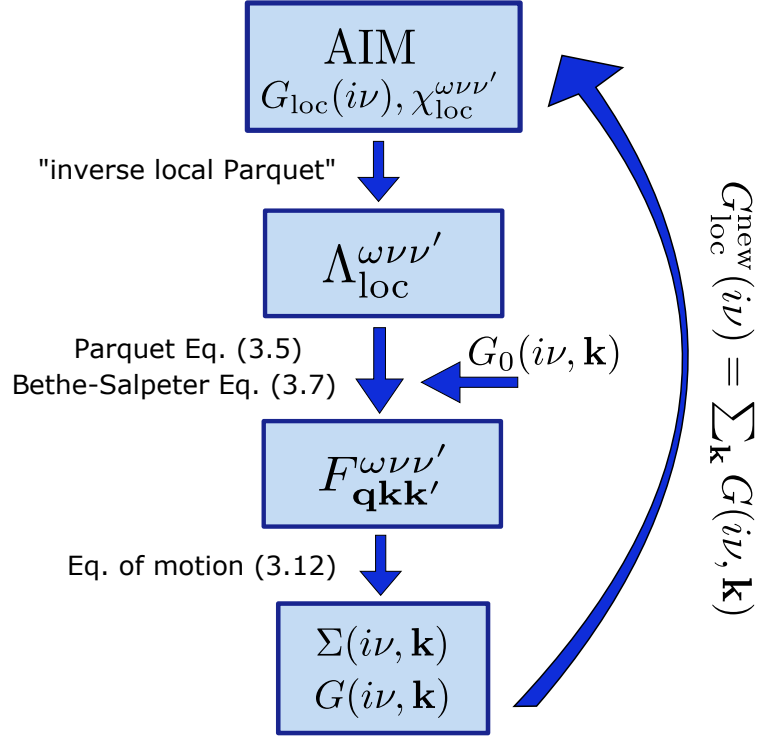 AIM
G_loc(iν), χ_loc^{ωνν′}
"inverse local Parquet"
Λ_loc^{ωνν′}
Parquet Eq. (3.5)
Bethe-Salpeter Eq. (3.7)
G_0(iν, k)
F_{qkk′}^{ωνν′}
Eq. of motion (3.12)
Σ(iν, k)
G(iν, k)
G_loc^new(iν) = ∑_k G(iν, k)